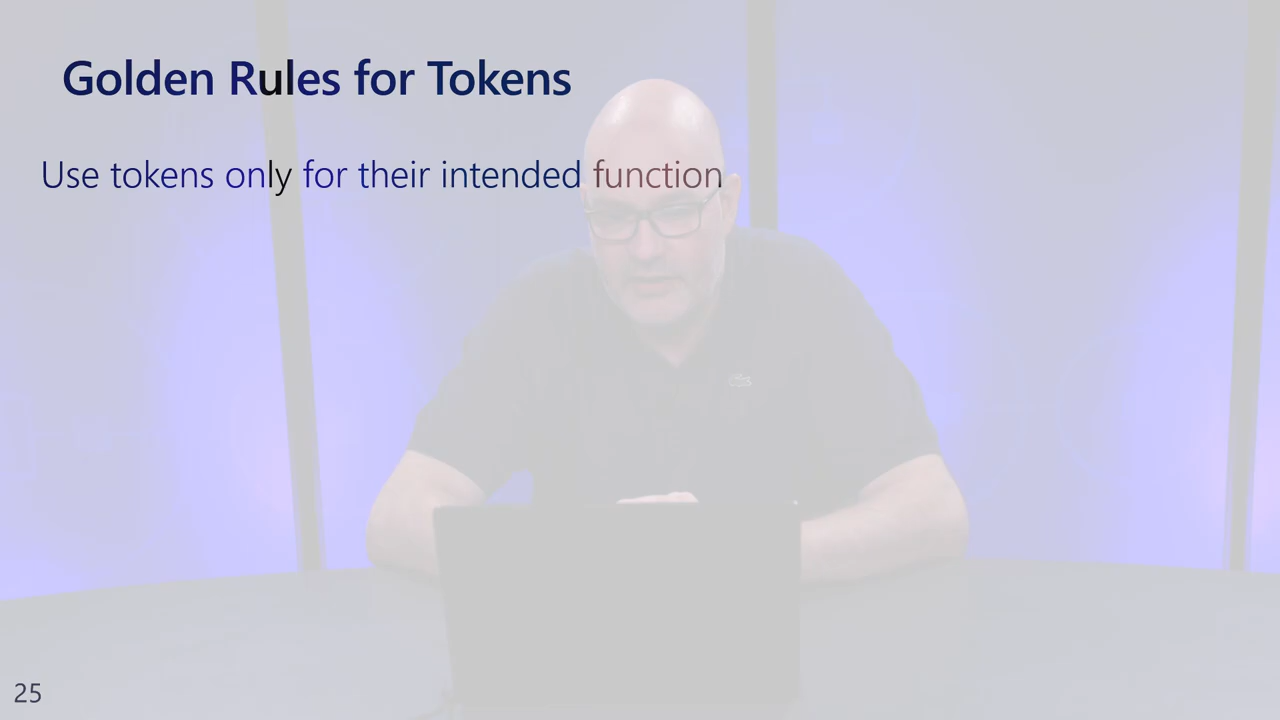 Golden Rules for Tokens
Use tokens only for their intended function
25